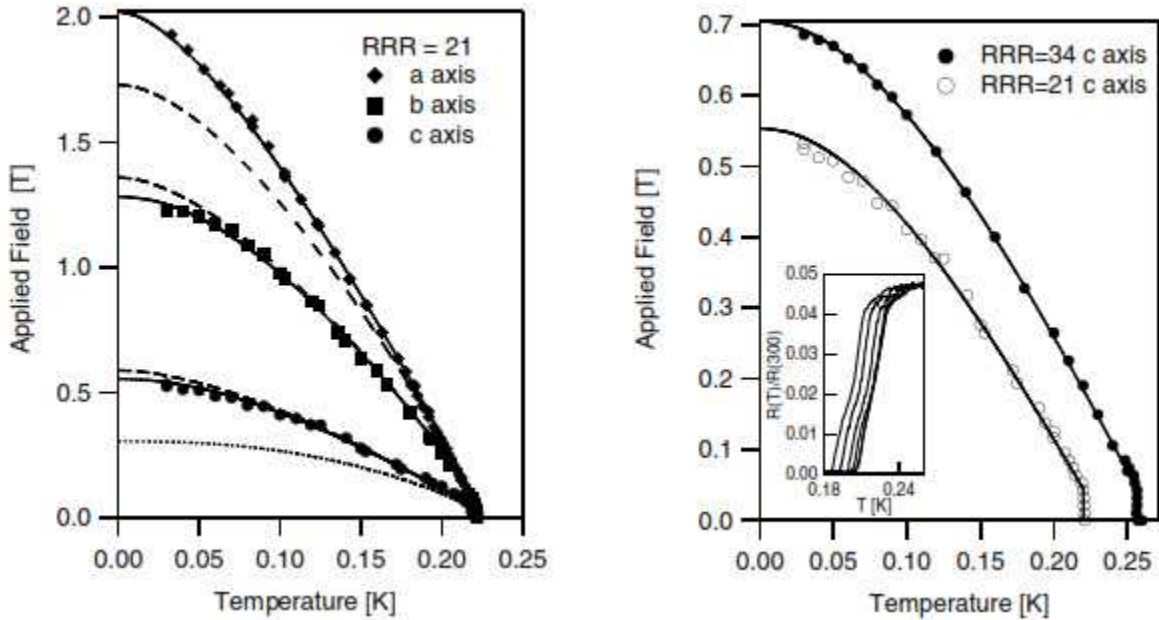 2.0
1.5
1.0
0.5
0.0
Applied Field [T]
RRR = 21
a axis
b axis
c axis
0.00 0.05 0.10 0.15 0.20 0.25
Temperature [K]
0.7
0.6
0.5
0.4
0.3
0.2
0.1
0.0
Applied Field [T]
RRR=34 c axis
RRR=21 c axis
0.05
0.04
0.03
0.02
0.01
0.00
R(T)/R(300)
0.18 0.24
T [K]
0.00 0.05 0.10 0.15 0.20 0.25
Temperature [K]